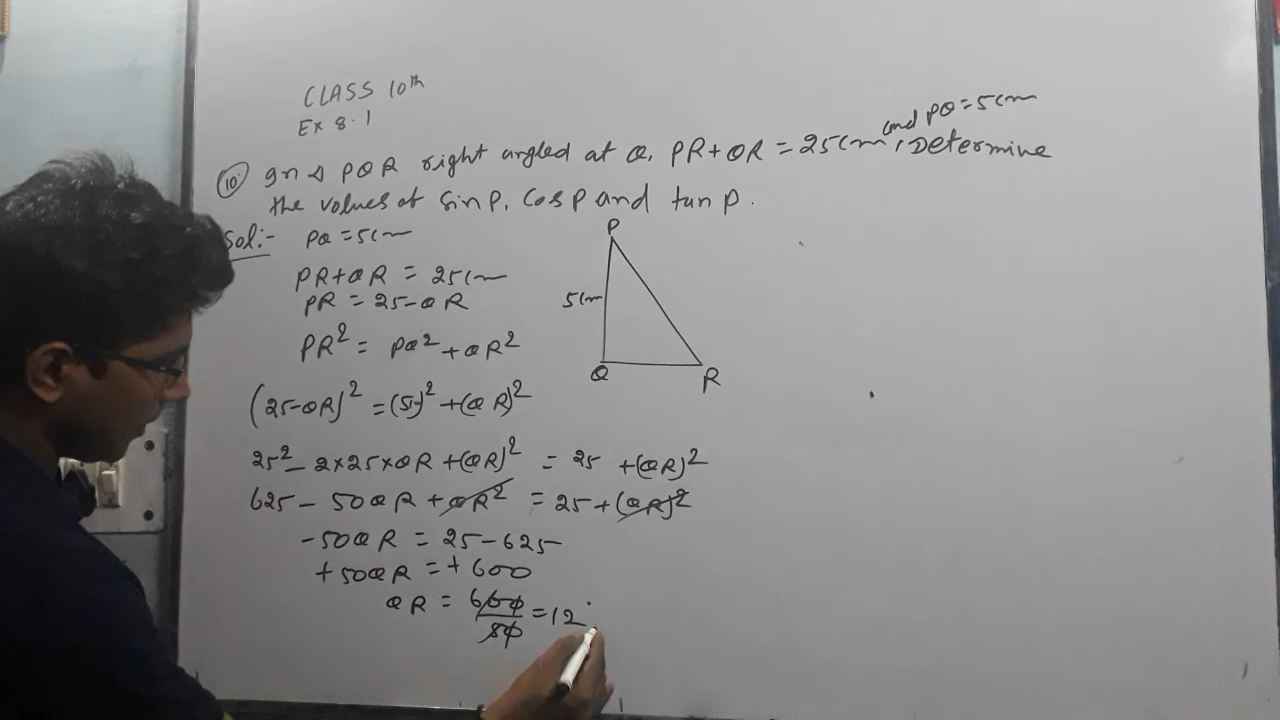 CLASS 10th
Ex 8.1
and PQ = 5cm
10. In Δ PQR right angled at Q, PR+QR = 25cm, Determine
the values of sin P, Cos P and tan P.
Sol:- PQ = 5cm
PR+QR = 25cm
PR = 25-QR
PR² = PQ² + QR²
(25-QR)² = (5)² + (QR)²
25² - 2×25×QR + (QR)² = 25 + (QR)²
625 - 50QR + QR² = 25 + (QR)²
-50QR = 25-625
+50QR = +600
QR = 600/50 = 12
P
5cm
Q
R